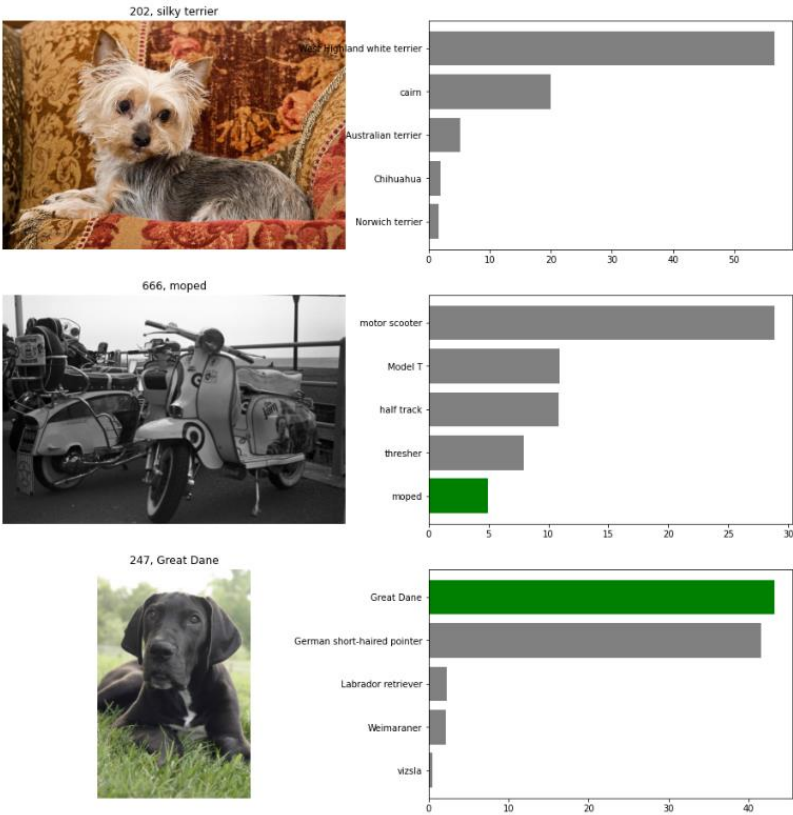 202, silky terrier
West Highland white terrier
cairn
Australian terrier
Chihuahua
Norwich terrier
0 10 20 30 40 50
666, moped
motor scooter
Model T
half track
thresher
moped
0 5 10 15 20 25 30
247, Great Dane
Great Dane
German short-haired pointer
Labrador retriever
Weimaraner
vizsla
0 10 20 30 40